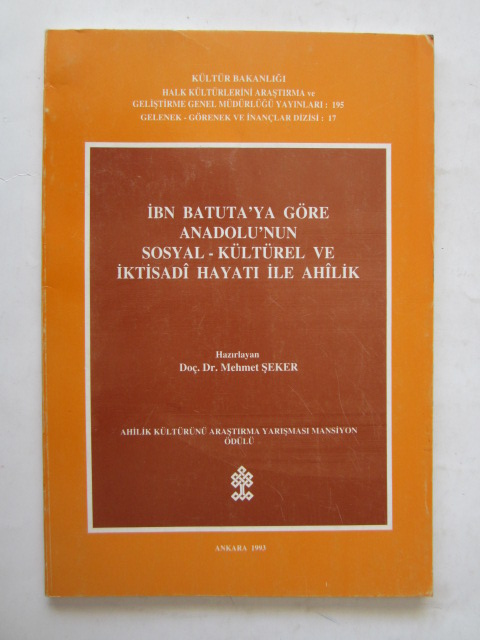 KÜLTÜR BAKANLIĞI
HALK KÜLTÜRLERİNİ ARAŞTIRMA ve
GELİŞTİRME GENEL MÜDÜRLÜĞÜ YAYINLARI : 195
GELENEK - GÖRENEK VE İNANÇLAR DİZİSİ : 17
İBN BATUTA'YA GÖRE
ANADOLU'NUN
SOSYAL - KÜLTÜREL VE
İKTİSADÎ HAYATI İLE AHÎLİK
Hazırlayan
Doç. Dr. Mehmet ŞEKER
AHİLİK KÜLTÜRÜNÜ ARAŞTIRMA YARIŞMASI MANSİYON
ÖDÜLÜ
ANKARA 1993